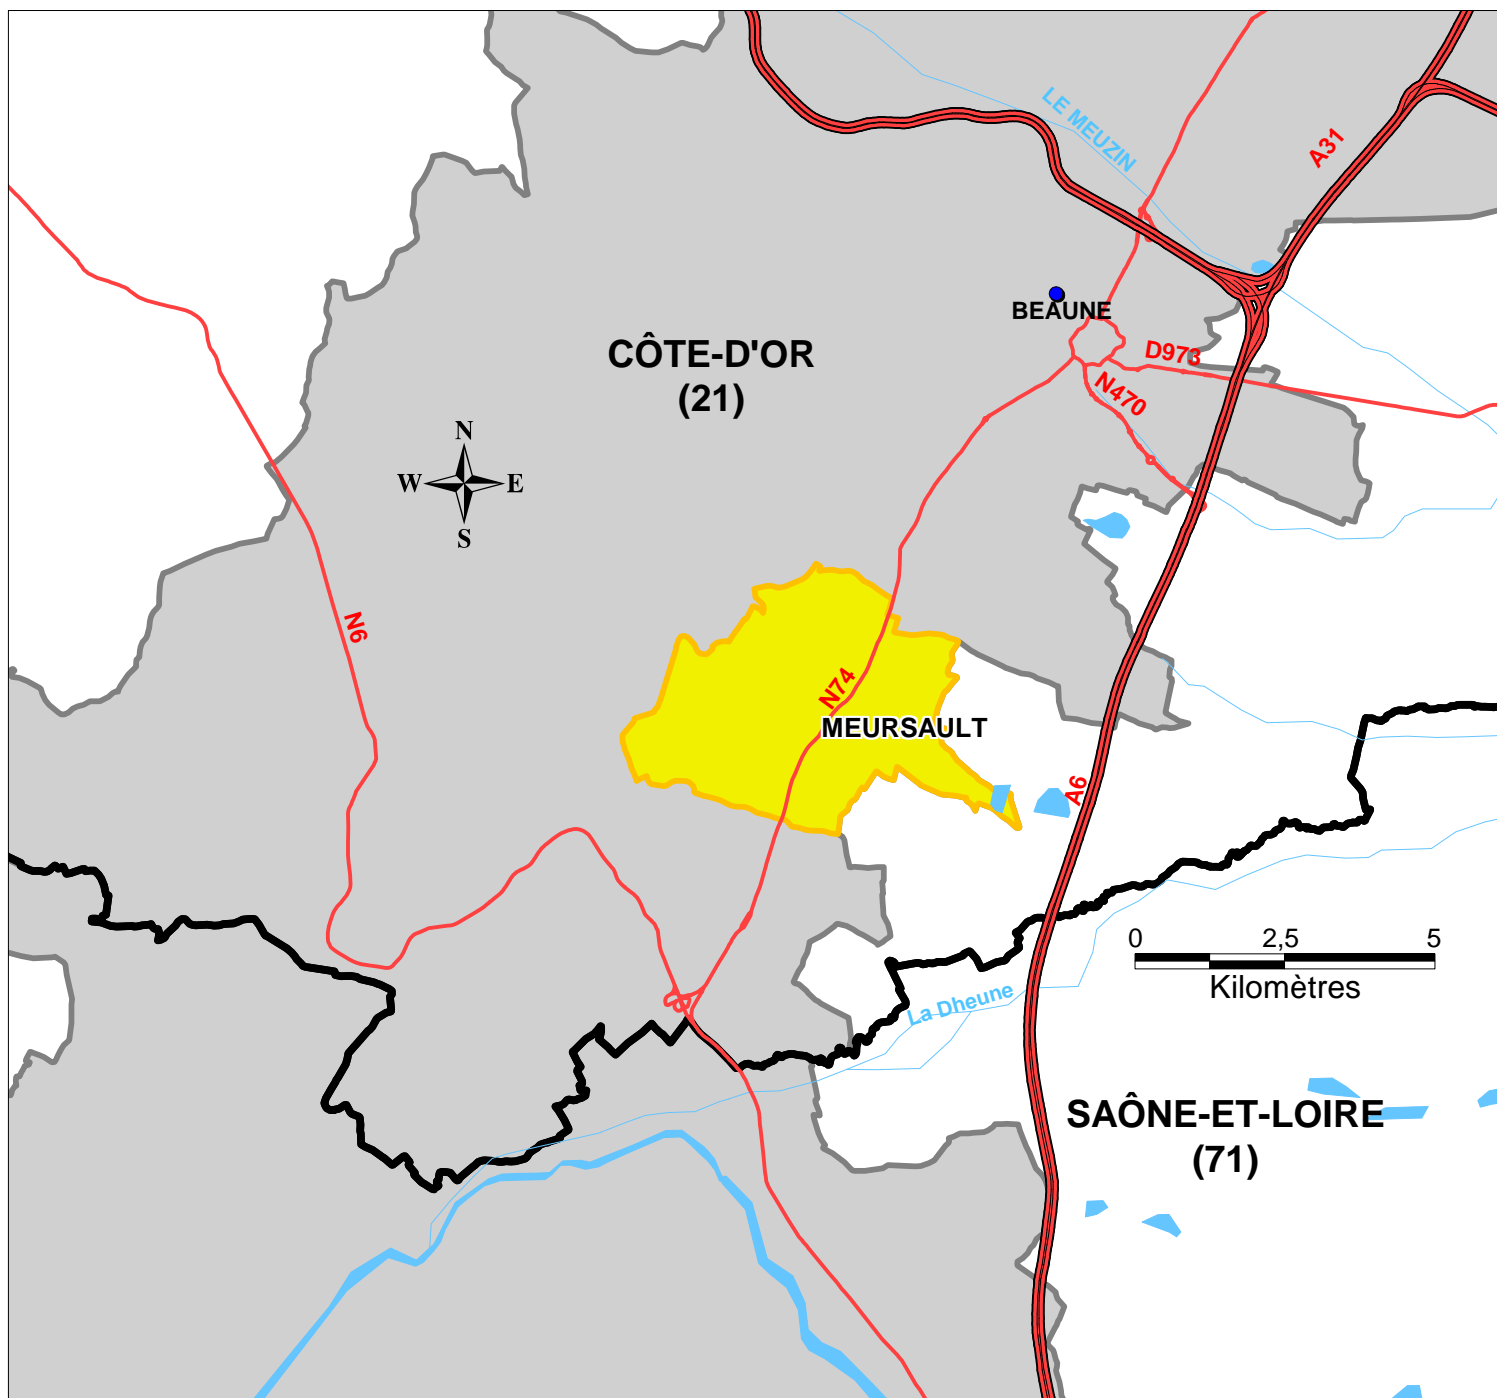 LE MEUZIN
A31
BEAUNE
CÔTE-D'OR
(21)
D973
N470
N
W E
S
N6
N74
MEURSAULT
A6
0 2,5 5
Kilomètres
La Dheune
SAÔNE-ET-LOIRE
(71)